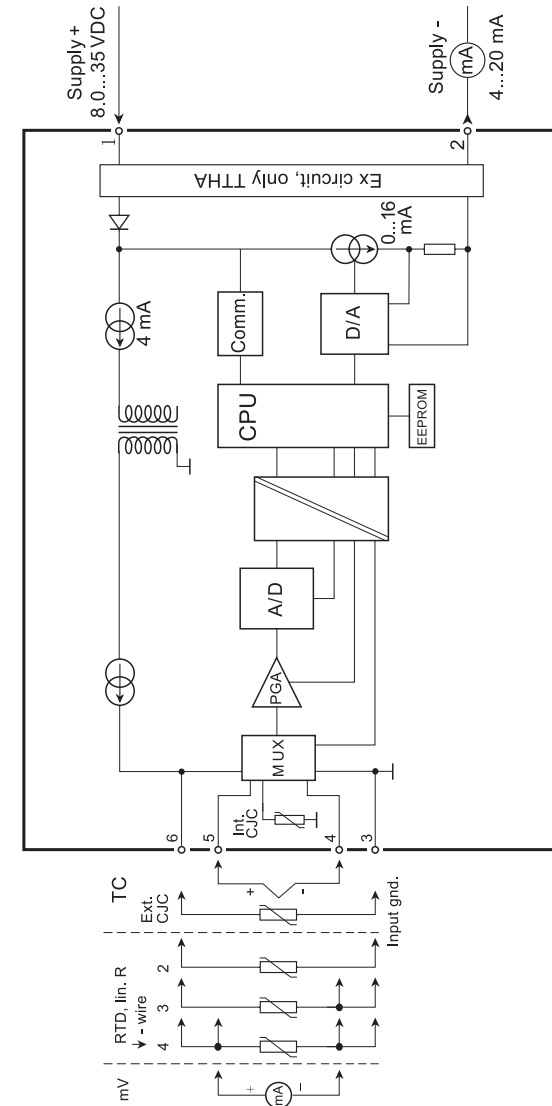 Supply +
8.0...35 VDC
Supply -
mA
4...20 mA
1
2
Ex circuit, only TTHA
4 mA
0...16
mA
Comm.
D/A
CPU
EEPROM
A/D
PGA
MUX
Int.
CJC
6
5
4
3
TC
Ext.
CJC
+
-
Input gnd.
RTD, lin. R
- wire
2
3
4
mV
+
-
mA